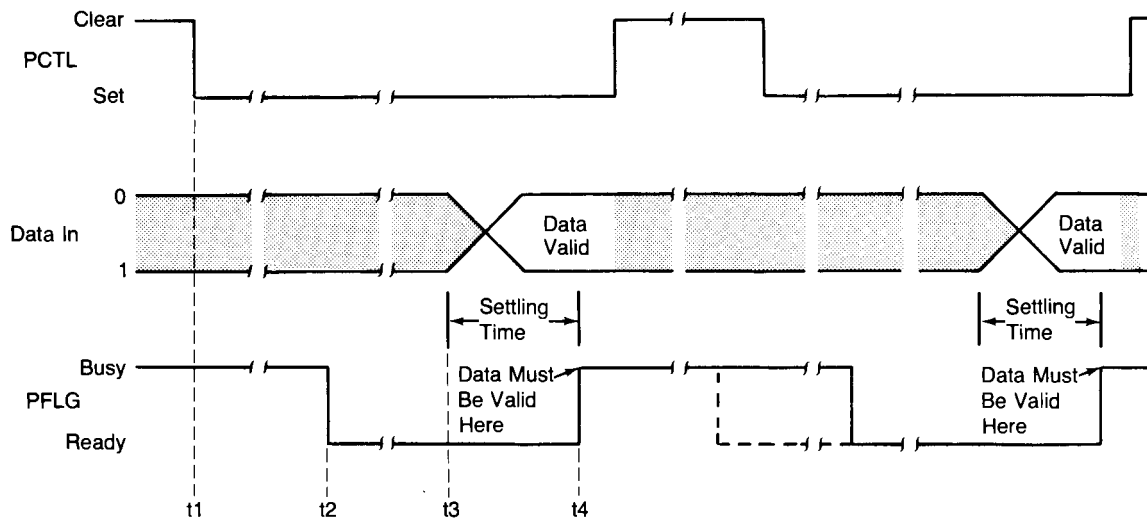 Clear
PCTL
Set
0
Data In
1
Data
Valid
Data
Valid
Settling
Time
Settling
Time
Busy
PFLG
Ready
Data Must
Be Valid
Here
Data Must
Be Valid
Here
t1
t2
t3
t4